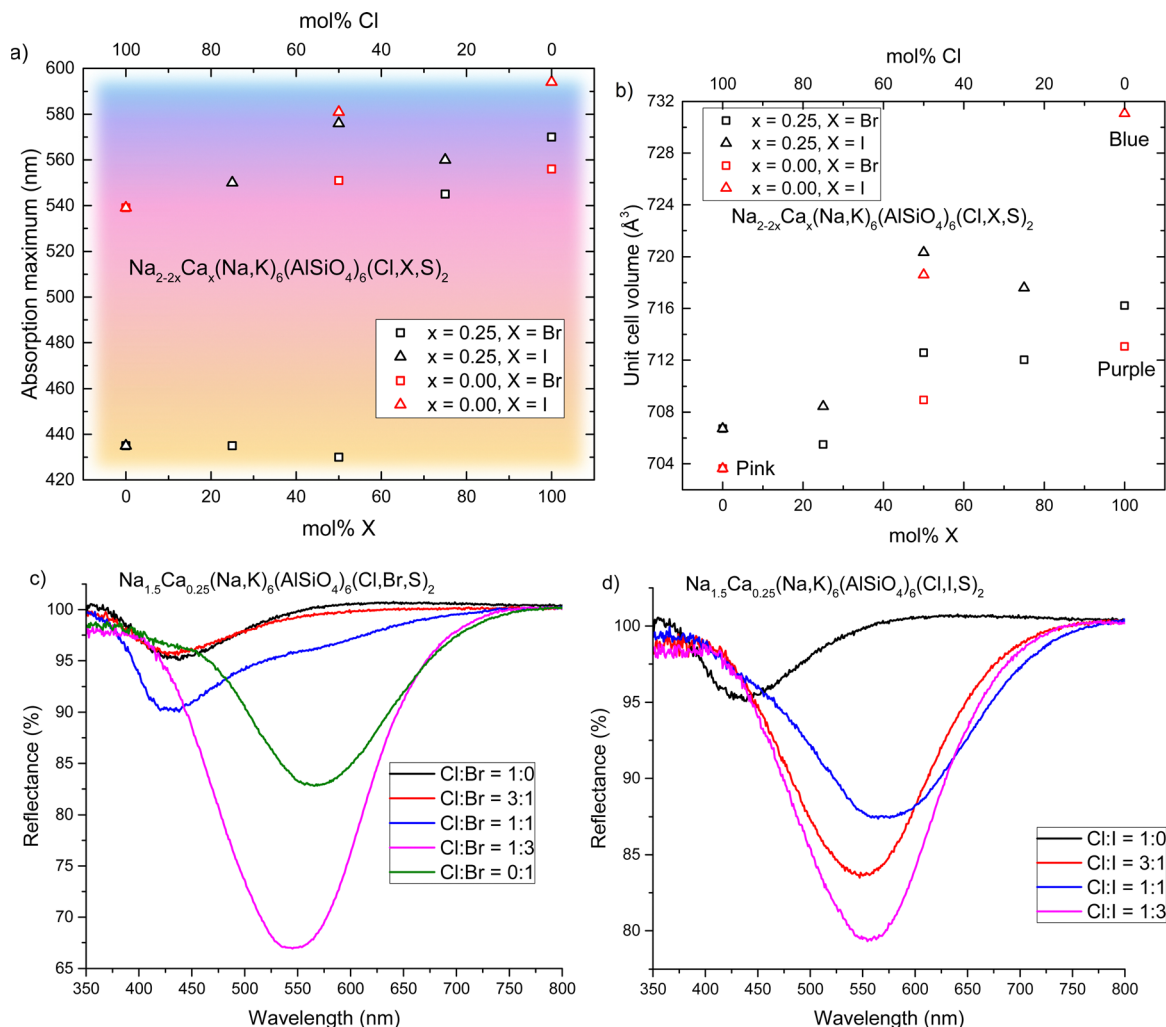 a)
mol% Cl
100 80 60 40 20 0
600
580
560
540
520
500
480
460
440
420
Absorption maximum (nm)
Na2-2xCax(Na,K)6(AlSiO4)6(Cl,X,S)2
x = 0.25, X = Br
x = 0.25, X = I
x = 0.00, X = Br
x = 0.00, X = I
0 20 40 60 80 100
mol% X
b)
mol% Cl
100 80 60 40 20 0
732
728
724
720
716
712
708
704
Unit cell volume (Å3)
x = 0.25, X = Br
x = 0.25, X = I
x = 0.00, X = Br
x = 0.00, X = I
Blue
Na2-2xCax(Na,K)6(AlSiO4)6(Cl,X,S)2
Purple
Pink
0 20 40 60 80 100
mol% X
c)
Na1.5Ca0.25(Na,K)6(AlSiO4)6(Cl,Br,S)2
100
95
90
85
80
75
70
65
Reflectance (%)
Cl:Br = 1:0
Cl:Br = 3:1
Cl:Br = 1:1
Cl:Br = 1:3
Cl:Br = 0:1
350 400 450 500 550 600 650 700 750 800
Wavelength (nm)
d)
Na1.5Ca0.25(Na,K)6(AlSiO4)6(Cl,I,S)2
100
95
90
85
80
Reflectance (%)
Cl:I = 1:0
Cl:I = 3:1
Cl:I = 1:1
Cl:I = 1:3
350 400 450 500 550 600 650 700 750 800
Wavelength (nm)